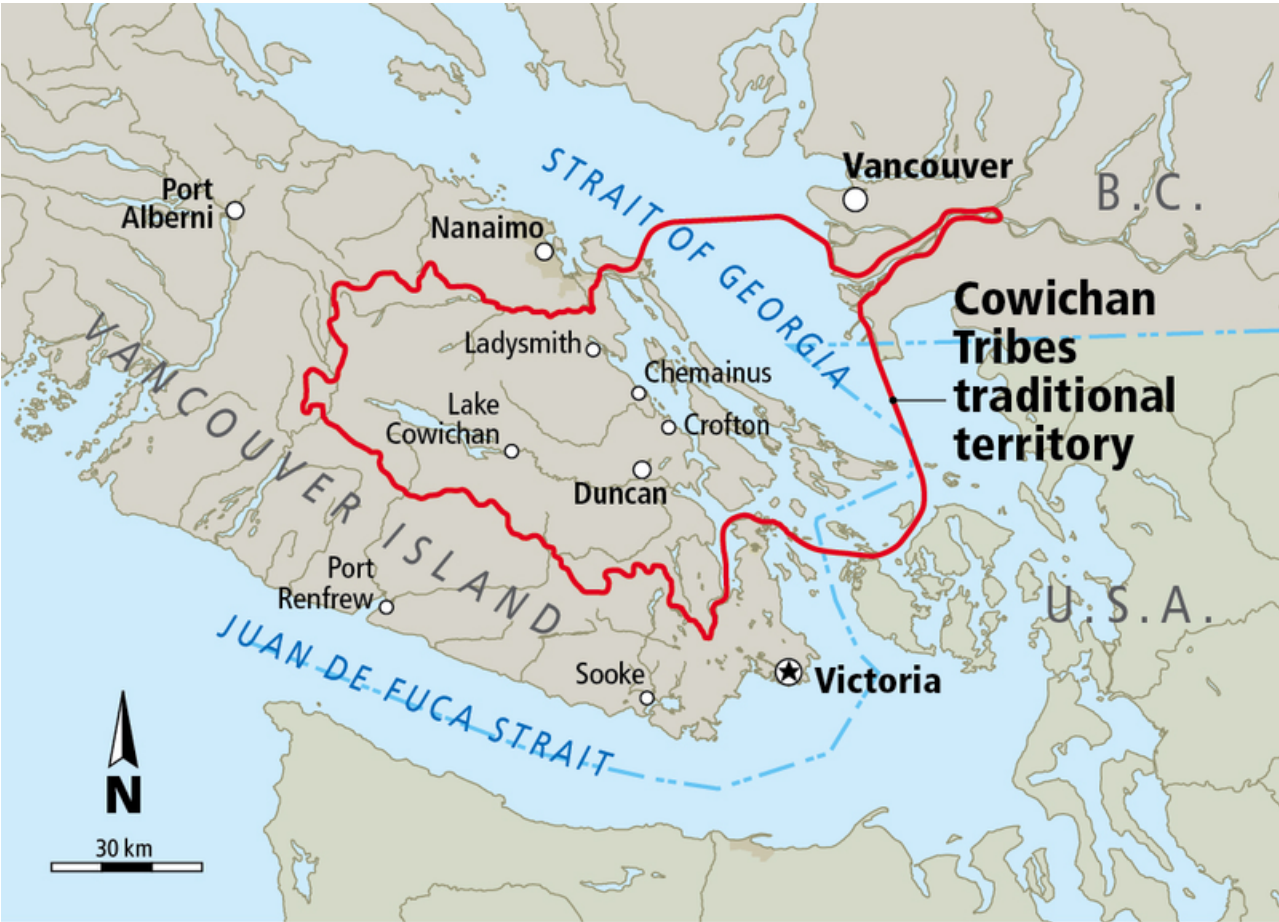 STRAIT OF GEORGIA
Vancouver
B.C.
Port
Alberni
Nanaimo
Cowichan
Tribes
traditional
territory
VANCOUVER ISLAND
Ladysmith
Chemainus
Lake
Cowichan
Crofton
Duncan
Port
Renfrew
U.S.A.
JUAN DE FUCA STRAIT
Sooke
Victoria
N
30 km